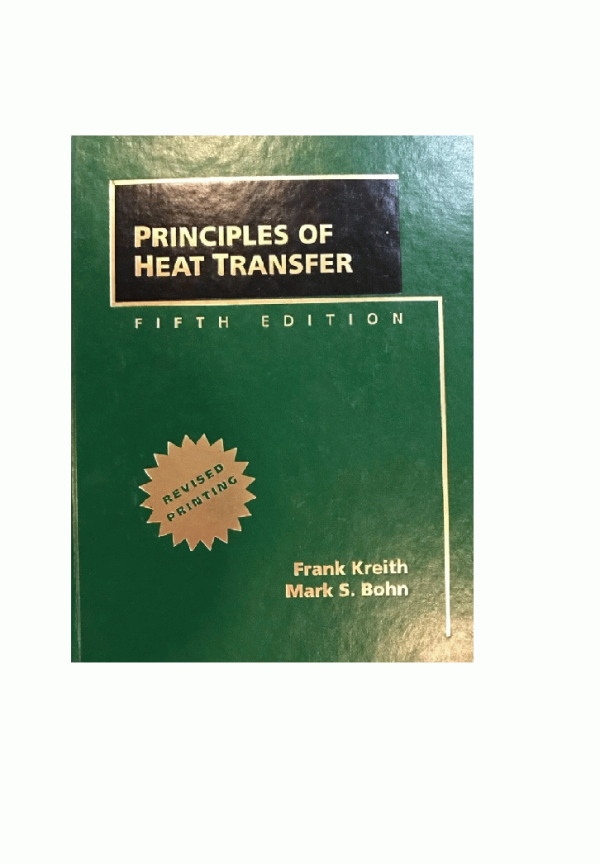 PRINCIPLES OF
HEAT TRANSFER
FIFTH EDITION
REVISED
PRINTING
Frank Kreith
Mark S. Bohn